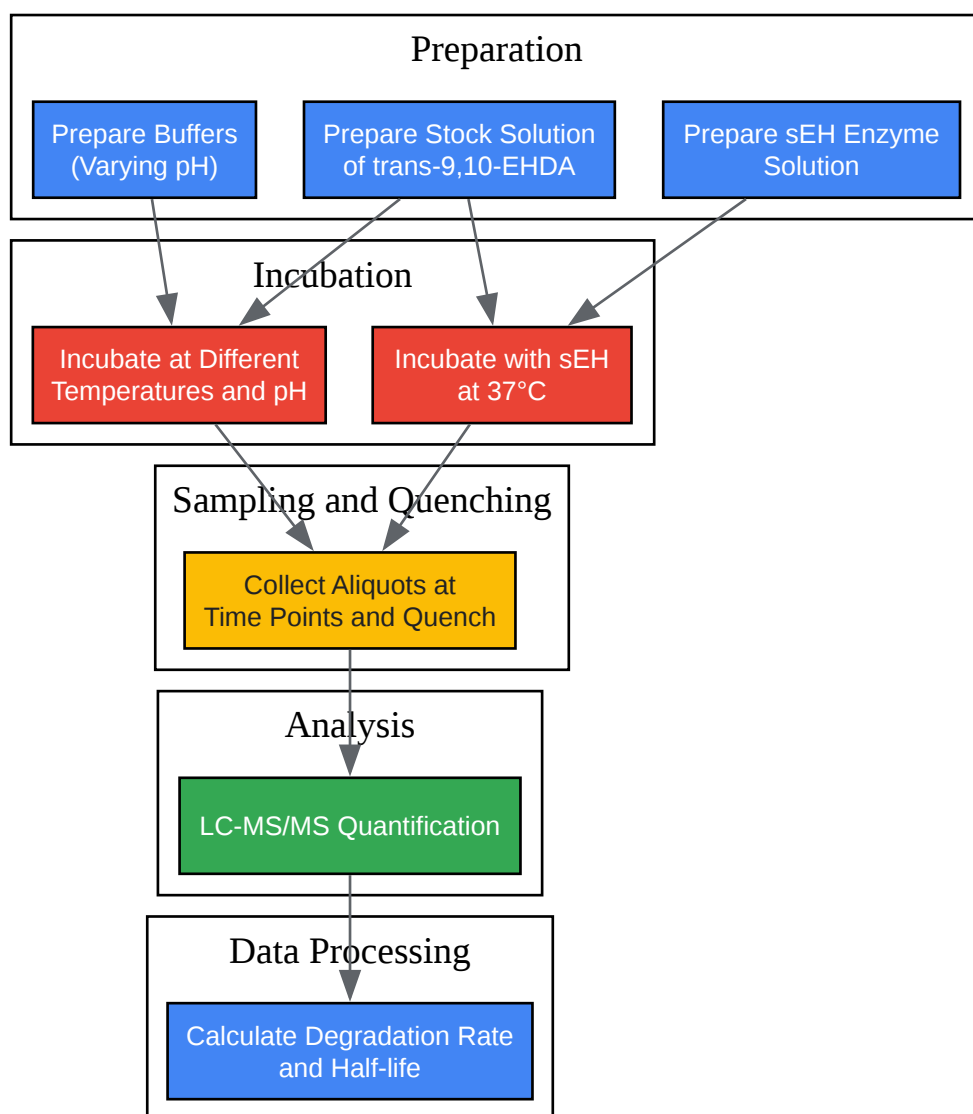 Preparation
Prepare Buffers
(Varying pH)
Prepare Stock Solution
of trans-9,10-EHDA
Prepare sEH Enzyme
Solution
Incubation
Incubate at Different
Temperatures and pH
Incubate with sEH
at 37°C
Sampling and Quenching
Collect Aliquots at
Time Points and Quench
Analysis
LC-MS/MS Quantification
Data Processing
Calculate Degradation Rate
and Half-life